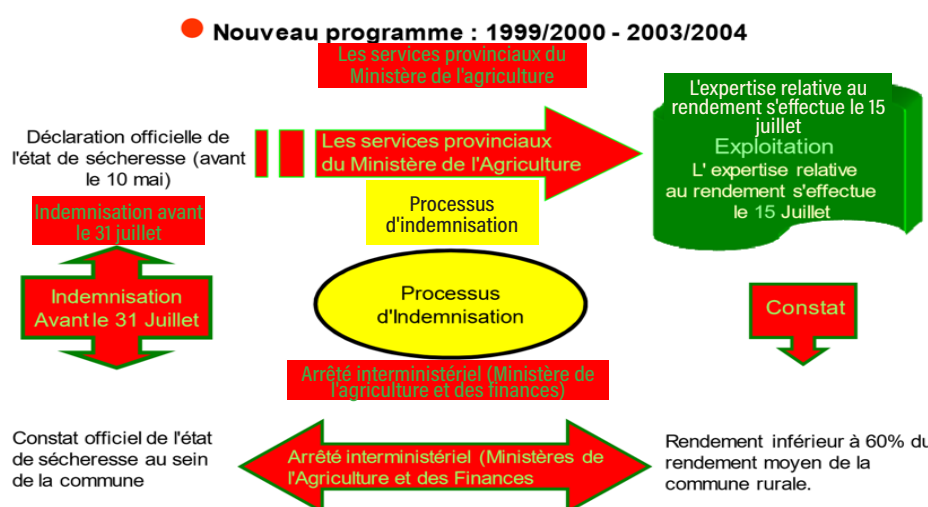 Nouveau programme : 1999/2000 - 2003/2004
Les services provinciaux du
Ministère de l'agriculture
Déclaration officielle de
l'état de sécheresse (avant
le 10 mai)
Les services provinciaux
du Ministère de l'Agriculture
L'expertise relative au
rendement s'effectue le 15
juillet
Exploitation
L' expertise relative
au rendement s'effectue
le 15 Juillet
Indemnisation avant
le 31 juillet
Processus
d'indemnisation
Indemnisation
Avant le 31 Juillet
Processus
d'Indemnisation
Constat
Arrêté interministériel (Ministère de
l'agriculture et des finances)
Constat officiel de l'état
de sécheresse au sein
de la commune
Arrêté interministériel (Ministères de
l'Agriculture et des Finances
Rendement inférieur à 60% du
rendement moyen de la
commune rurale.